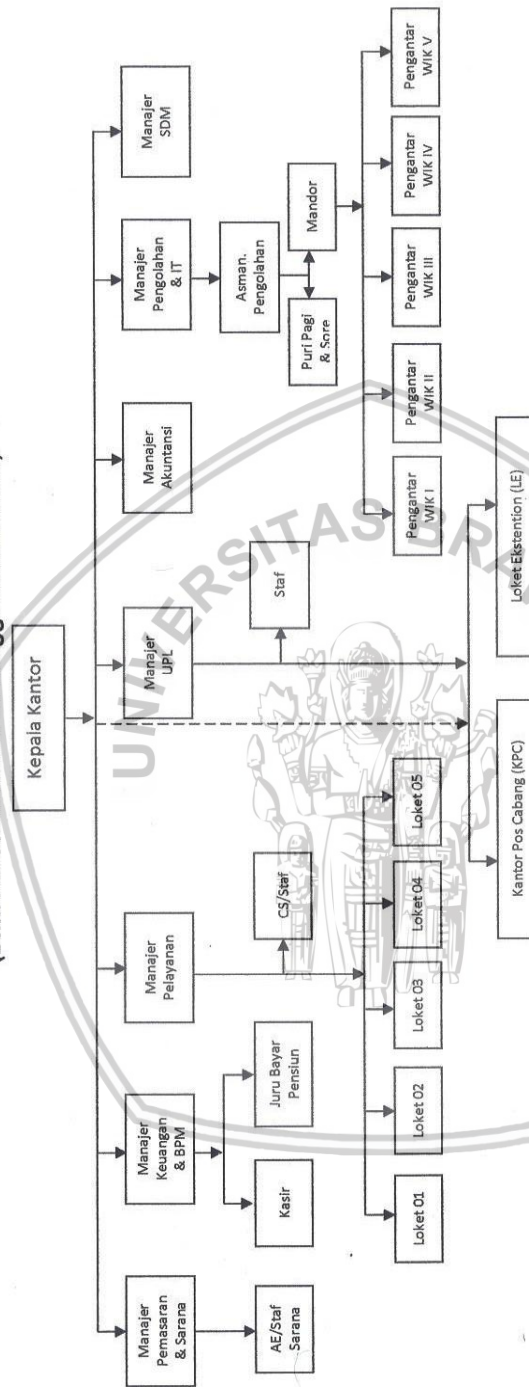 Kepala Kantor
Manajer
Pemasaran
& Sarana
Manajer
Keuangan
& BPM
Manajer
Pelayanan
Manajer
UPL
Manajer
Akuntansi
Manajer
Pengolahan
& IT
Manajer
SDM
AE/Staf
Sarana
Kasir
Juru Bayar
Pensiun
CS/Staf
Staf
Asman.
Pengolahan
Puri Pagi
& Sore
Mandor
Loket 01
Loket 02
Loket 03
Loket 04
Loket 05
Pengantar
WIK I
Pengantar
WIK II
Pengantar
WIK III
Pengantar
WIK IV
Pengantar
WIK V
Kantor Pos Cabang (KPC)
Loket Ekstention (LE)
UNIVERSITAS BRA